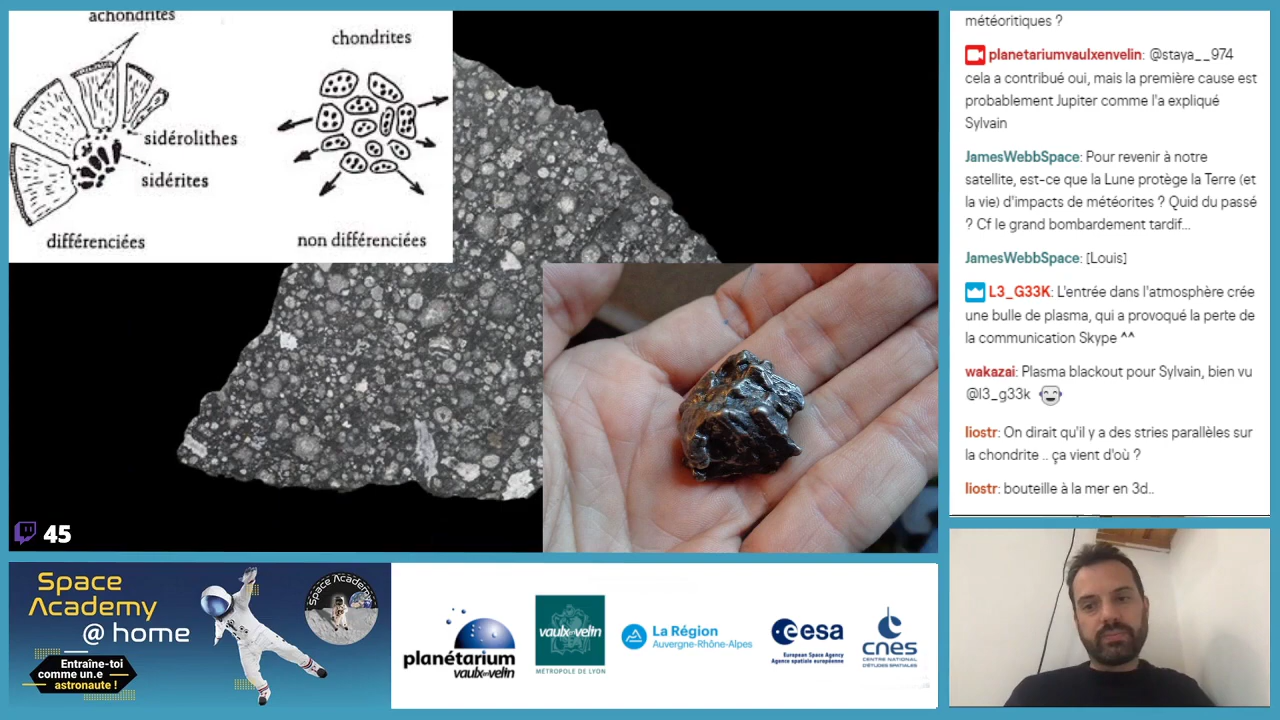 achondrites
chondrites
sidérolithes
sidérites
différenciées
non différenciées
45
météoritiques ?
planetariumvaulxenvelin: @staya__974
cela a contribué oui, mais la première cause est
probablement Jupiter comme l'a expliqué
Sylvain
JamesWebbSpace: Pour revenir à notre
satellite, est-ce que la Lune protège la Terre (et
la vie) d'impacts de météorites ? Quid du passé
? Cf le grand bombardement tardif...
JamesWebbSpace: [Louis]
L3_G33K: L'entrée dans l'atmosphère crée
une bulle de plasma, qui a provoqué la perte de
la communication Skype ^^
wakazai: Plasma blackout pour Sylvain, bien vu
@l3_g33k
liostr: On dirait qu'il y a des stries parallèles sur
la chondrite .. ça vient d'où ?
liostr: bouteille à la mer en 3d..
Space
Academy
@ home
Entraîne-toi
comme un.e
astronaute !
Space Academy
planétarium
vaulx en velin
vaulx en velin
MÉTROPOLE DE LYON
La Région
Auvergne-Rhône-Alpes
esa
European Space Agency
Agence spatiale européenne
cnes
CENTRE NATIONAL
D'ÉTUDES SPATIALES